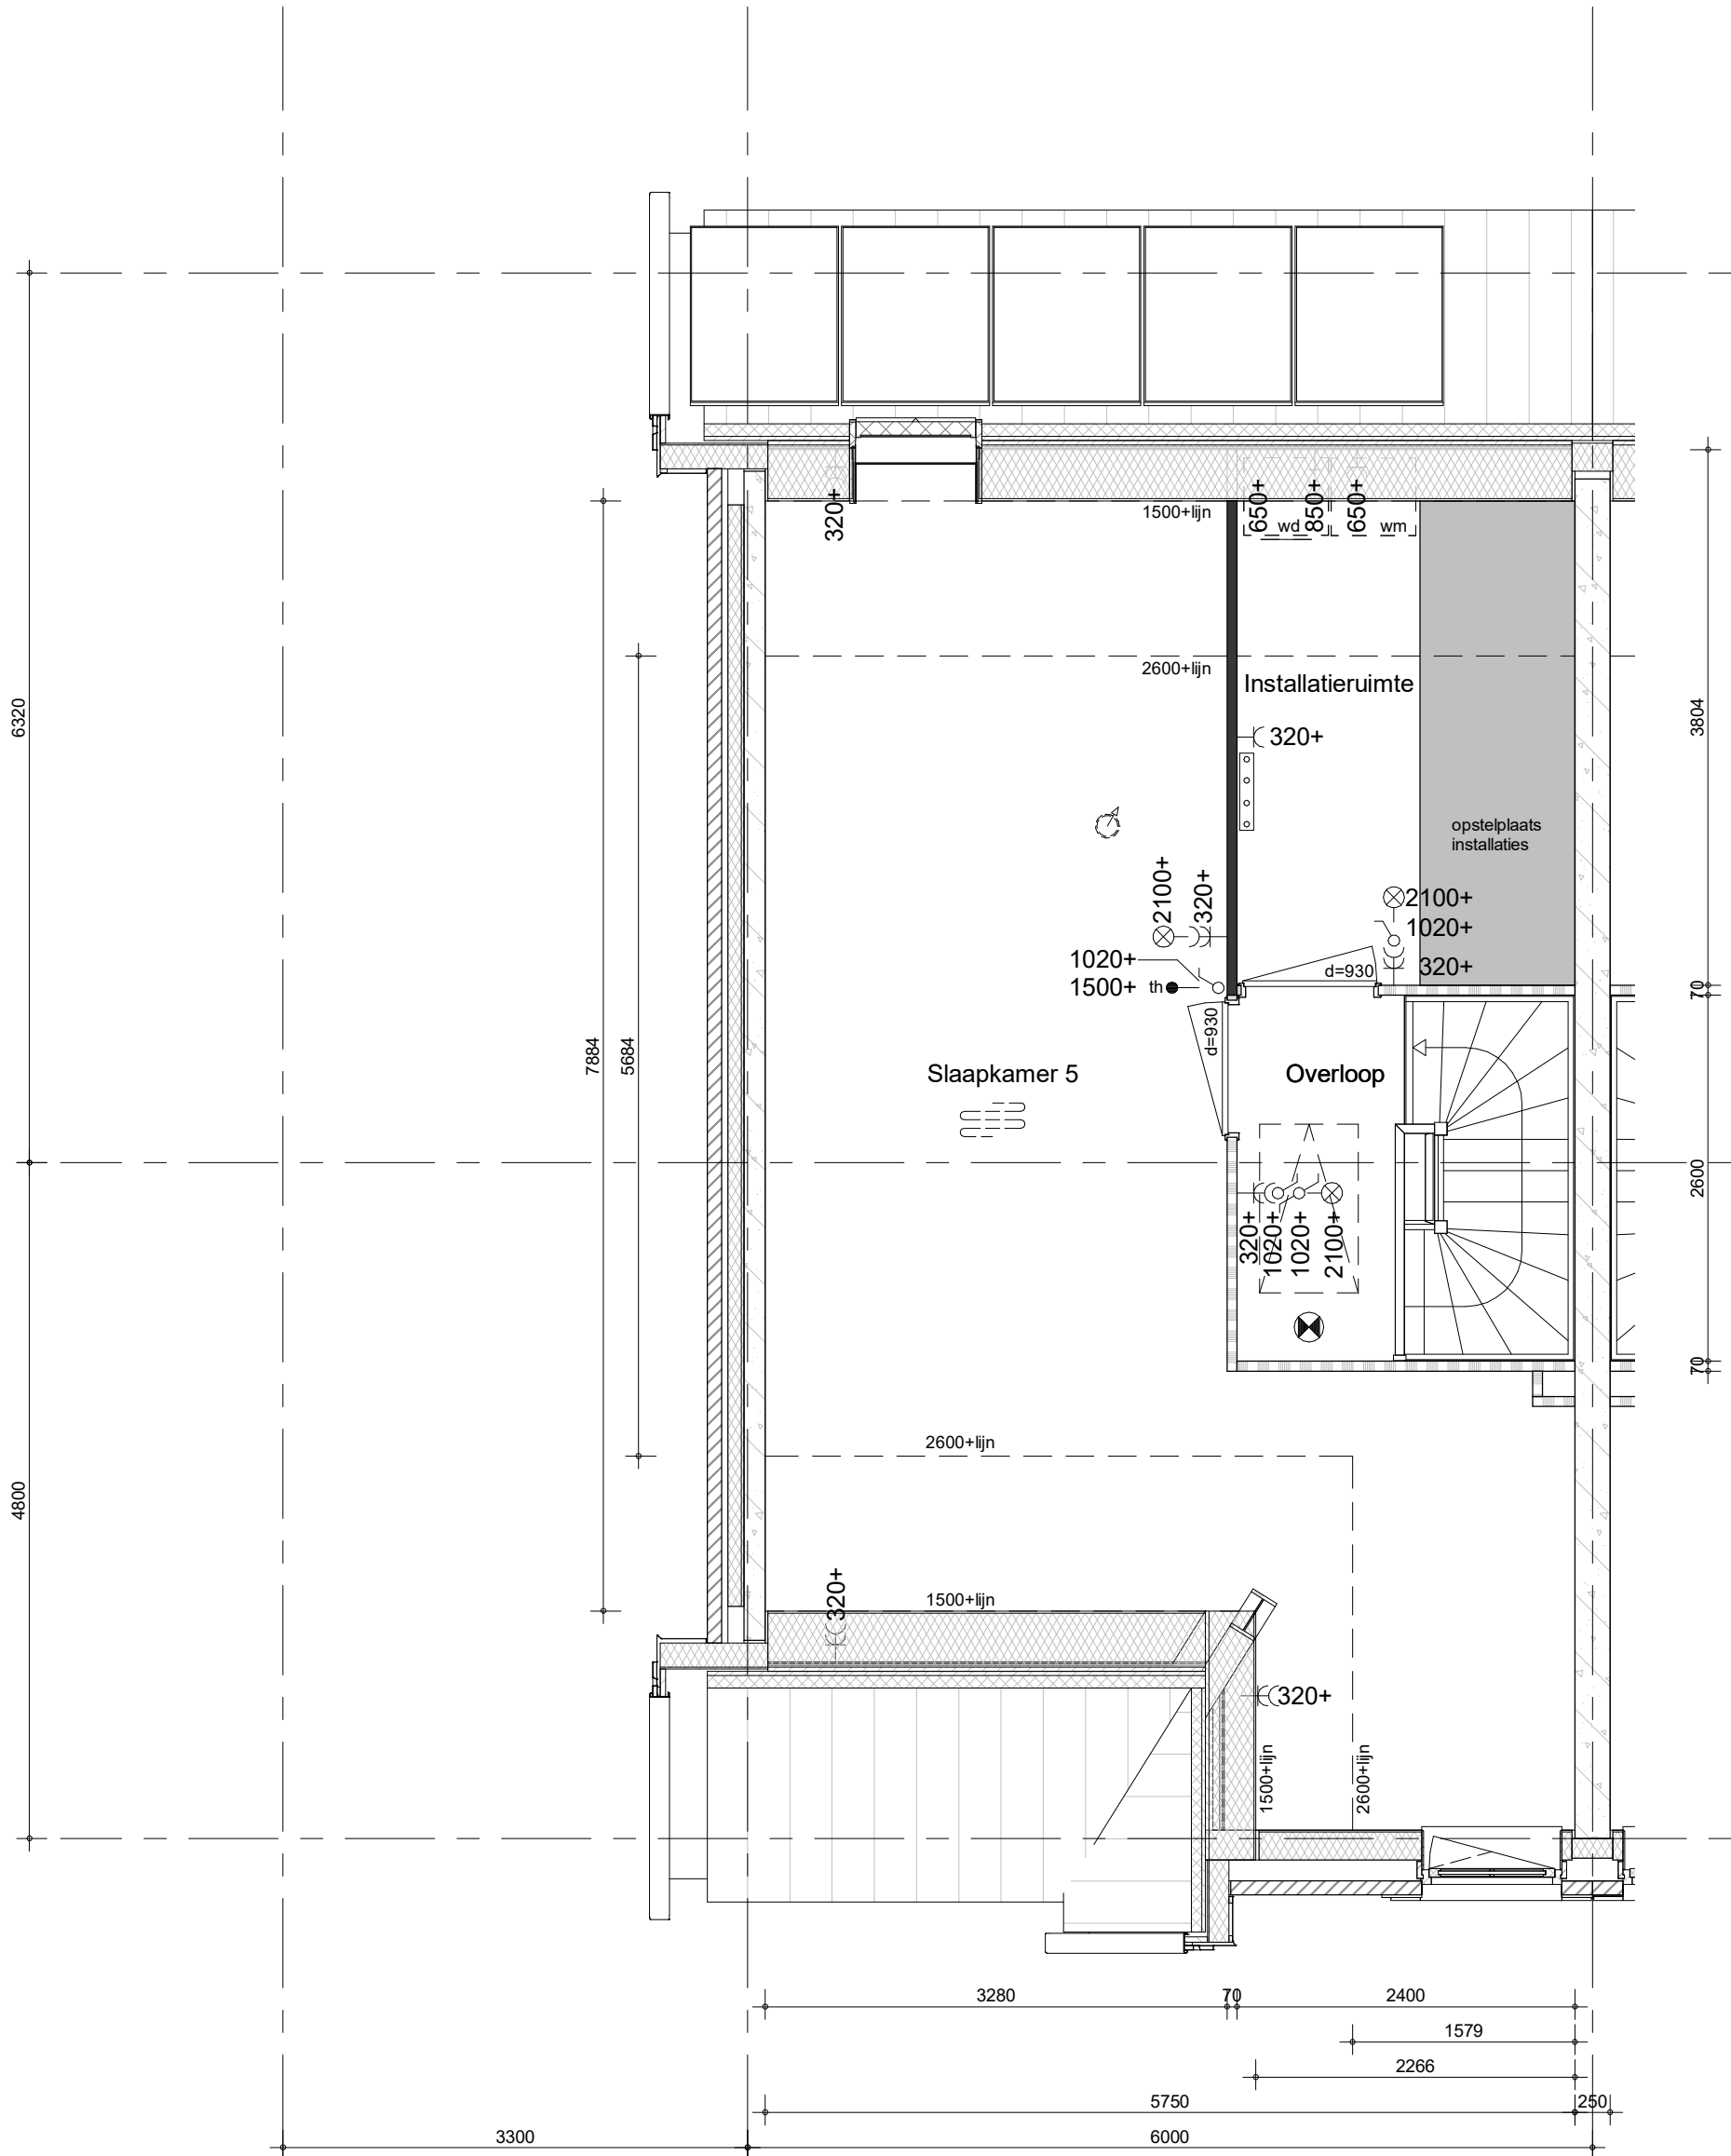 320+
1500+lijn
650+
wd
850+
650+
wm
2600+lijn
Installatieruimte
320+
6320
3804
opstelplaats
installaties
2100+
320+
2100+
1020+
320+
1020+
1500+ th
d=930
70
d=930
7884
5684
Slaapkamer 5
Overloop
2600
320+
1020+
1020+
2100+
70
2600+lijn
4800
320+
1500+lijn
320+
1500+lijn
2600+lijn
3280
70
2400
1579
2266
5750
250
3300
6000